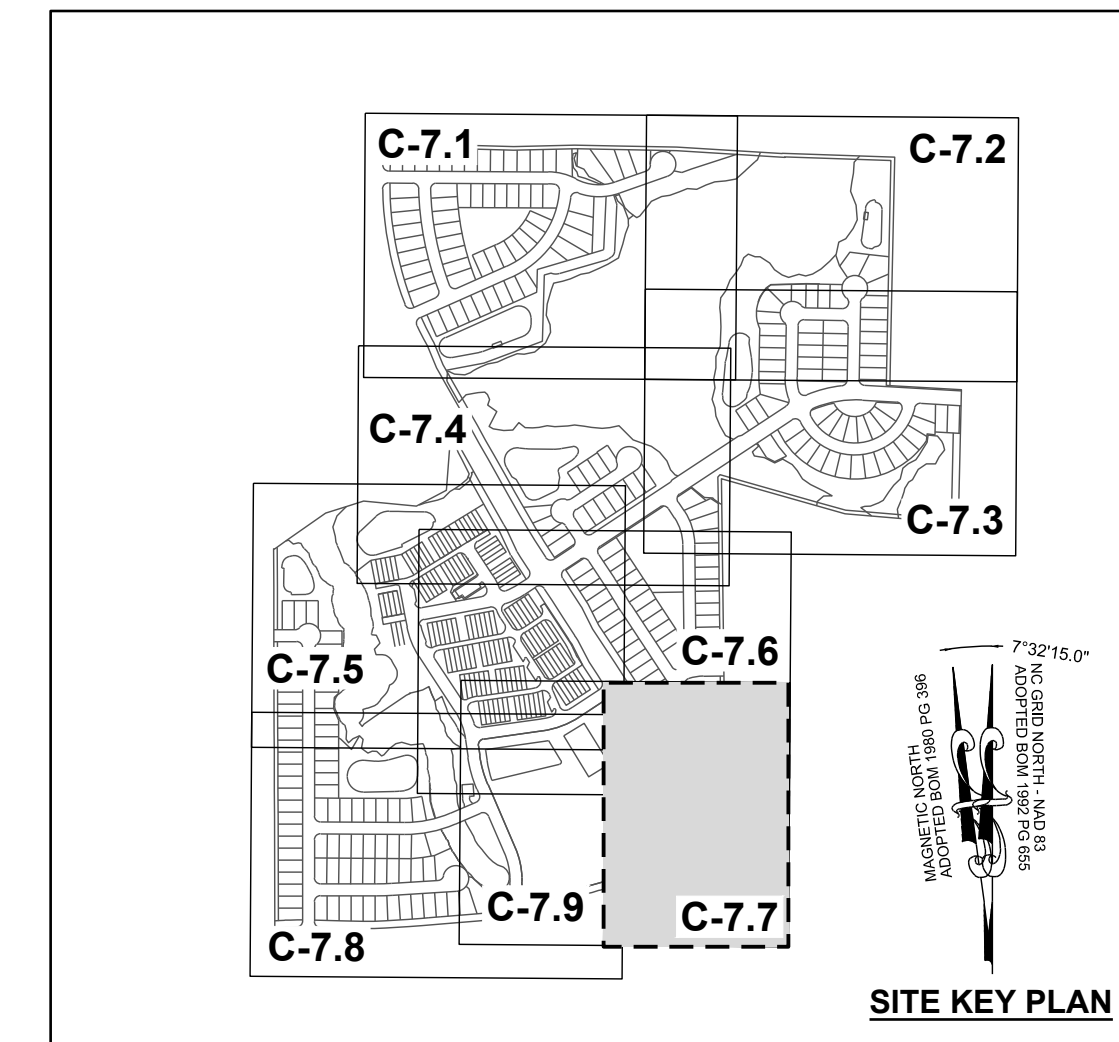 C-7.1
C-7.2
C-7.4
C-7.3
C-7.6
C-7.5
7°32'15.0"
MAGNETIC NORTH
ADOPTED BOM 1980 PG 396
NC GRID NORTH - NAD 83
ADOPTED BOM 1992 PG 655
C-7.9
C-7.7
C-7.8
SITE KEY PLAN